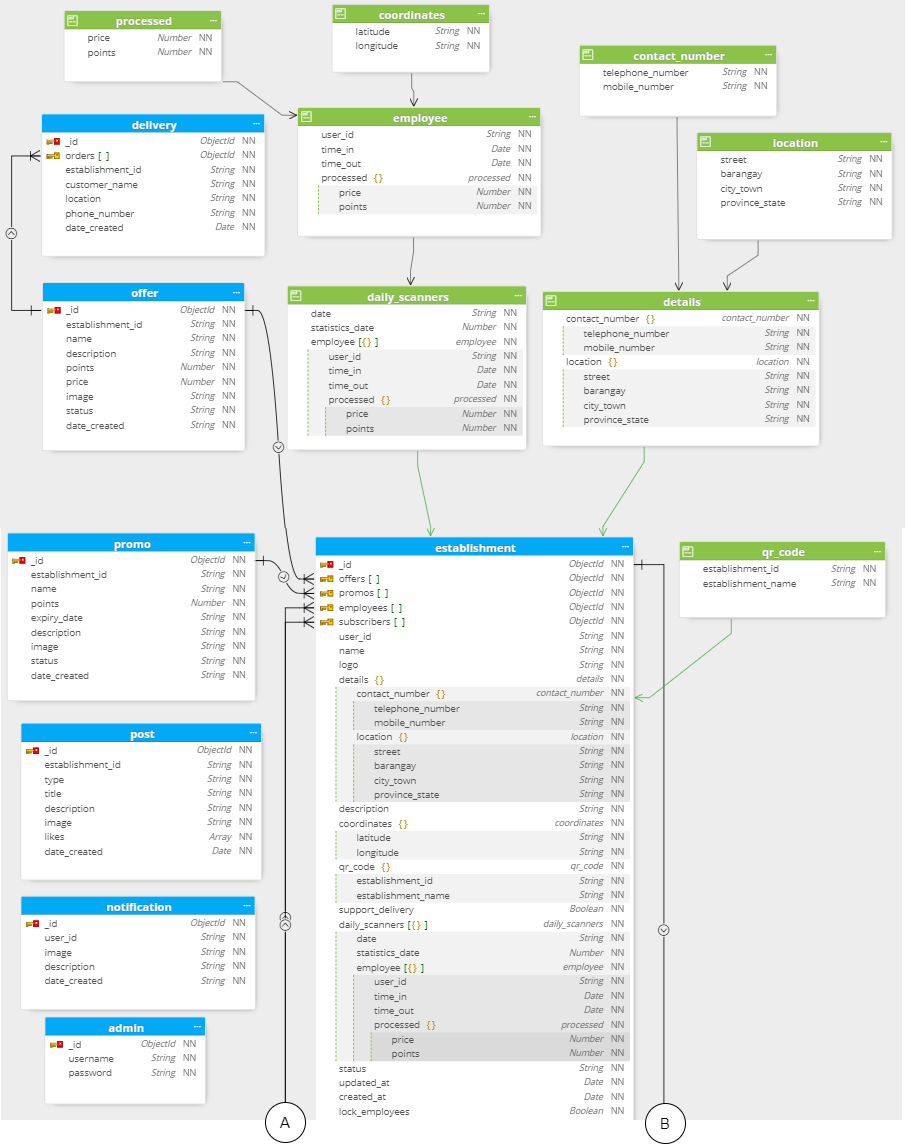 processed ...
price Number NN
points Number NN
coordinates ...
latitude String NN
longitude String NN
contact_number ...
telephone_number String NN
mobile_number String NN
delivery ...
_id ObjectId NN
orders [ ] ObjectId NN
establishment_id String NN
customer_name String NN
location String NN
phone_number String NN
date_created Date NN
employee ...
user_id String NN
time_in Date NN
time_out Date NN
processed {} processed NN
price Number NN
points Number NN
location ...
street String NN
barangay String NN
city_town String NN
province_state String NN
offer ...
_id ObjectId NN
establishment_id String NN
name String NN
description String NN
points Number NN
price Number NN
image String NN
status String NN
date_created String NN
daily_scanners ...
date String NN
statistics_date Number NN
employee [{} ] employee NN
user_id String NN
time_in Date NN
time_out Date NN
processed {} processed NN
price Number NN
points Number NN
details ...
contact_number {} contact_number NN
telephone_number String NN
mobile_number String NN
location {} location NN
street String NN
barangay String NN
city_town String NN
province_state String NN
promo ...
_id ObjectId NN
establishment_id String NN
name String NN
points Number NN
expiry_date String NN
description String NN
image String NN
status String NN
date_created String NN
establishment ...
_id ObjectId NN
offers [ ] ObjectId NN
promos [ ] ObjectId NN
employees [ ] ObjectId NN
subscribers [ ] ObjectId NN
user_id String NN
name String NN
logo String NN
details {} details NN
contact_number {} contact_number NN
telephone_number String NN
mobile_number String NN
location {} location NN
street String NN
barangay String NN
city_town String NN
province_state String NN
description String NN
coordinates {} coordinates NN
latitude String NN
longitude String NN
qr_code {} qr_code NN
establishment_id String NN
establishment_name String NN
support_delivery Boolean NN
daily_scanners [{} ] daily_scanners NN
date String NN
statistics_date Number NN
employee [{} ] employee NN
user_id String NN
time_in Date NN
time_out Date NN
processed {} processed NN
price Number NN
points Number NN
status String NN
updated_at Date NN
created_at Date NN
lock_employees Boolean NN
qr_code ...
establishment_id String NN
establishment_name String NN
post ...
_id ObjectId NN
establishment_id String NN
type String NN
title String NN
description String NN
image String NN
likes Array NN
date_created Date NN
notification ...
_id ObjectId NN
user_id String NN
image String NN
description String NN
date_created String NN
admin ...
_id ObjectId NN
username String NN
password String NN
A
B